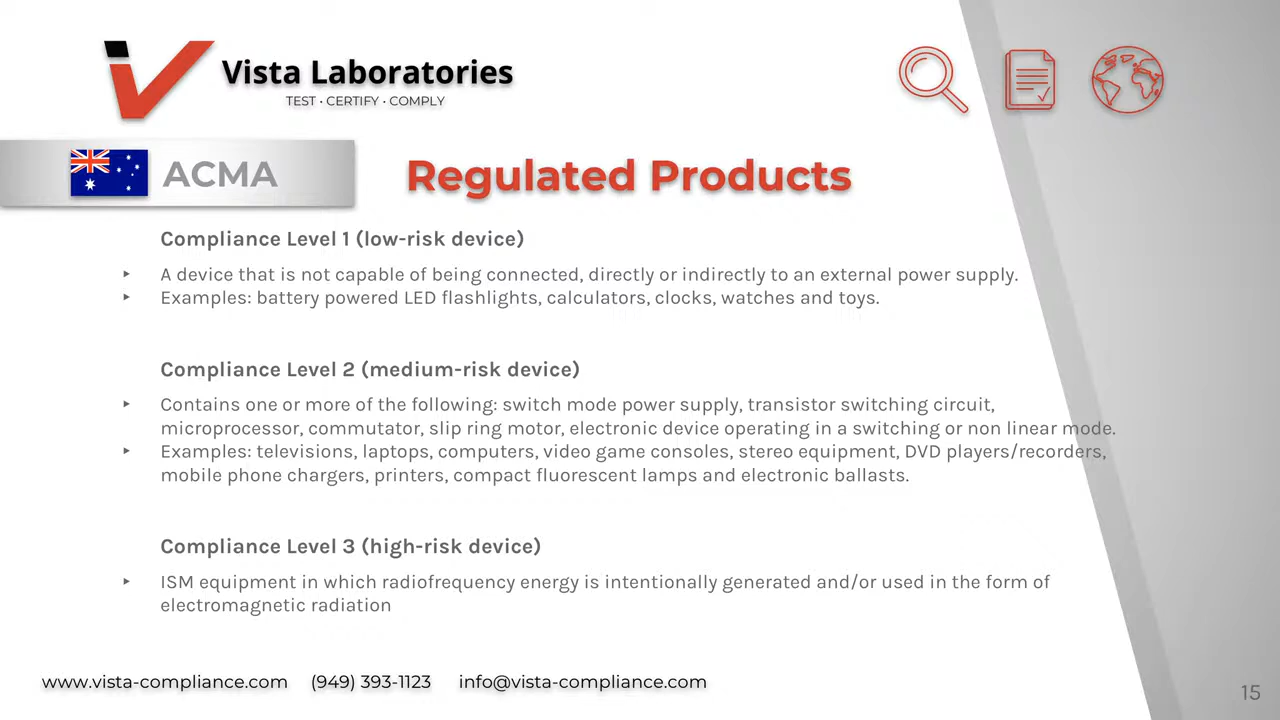 Vista Laboratories
TEST · CERTIFY · COMPLY
ACMA
Regulated Products
Compliance Level 1 (low-risk device)
‣ A device that is not capable of being connected, directly or indirectly to an external power supply.
‣ Examples: battery powered LED flashlights, calculators, clocks, watches and toys.
Compliance Level 2 (medium-risk device)
‣ Contains one or more of the following: switch mode power supply, transistor switching circuit,
microprocessor, commutator, slip ring motor, electronic device operating in a switching or non linear mode.
‣ Examples: televisions, laptops, computers, video game consoles, stereo equipment, DVD players/recorders,
mobile phone chargers, printers, compact fluorescent lamps and electronic ballasts.
Compliance Level 3 (high-risk device)
‣ ISM equipment in which radiofrequency energy is intentionally generated and/or used in the form of
electromagnetic radiation
www.vista-compliance.com (949) 393-1123 info@vista-compliance.com
15